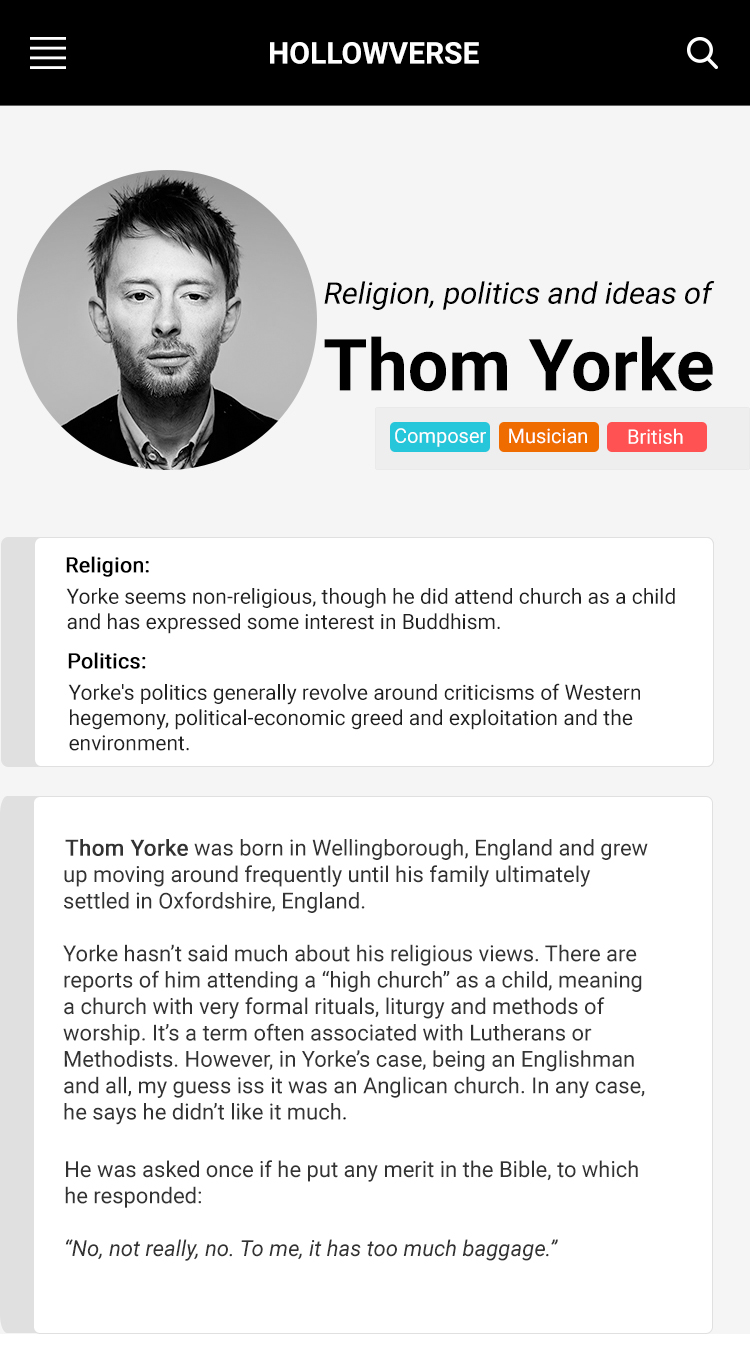 HOLLOWVERSE
Religion, politics and ideas of
Thom Yorke
Composer Musician British
Religion:
Yorke seems non-religious, though he did attend church as a child
and has expressed some interest in Buddhism.
Politics:
Yorke's politics generally revolve around criticisms of Western
hegemony, political-economic greed and exploitation and the
environment.
Thom Yorke was born in Wellingborough, England and grew
up moving around frequently until his family ultimately
settled in Oxfordshire, England.
Yorke hasn’t said much about his religious views. There are
reports of him attending a “high church” as a child, meaning
a church with very formal rituals, liturgy and methods of
worship. It’s a term often associated with Lutherans or
Methodists. However, in Yorke’s case, being an Englishman
and all, my guess iss it was an Anglican church. In any case,
he says he didn’t like it much.
He was asked once if he put any merit in the Bible, to which
he responded:
“No, not really, no. To me, it has too much baggage.”